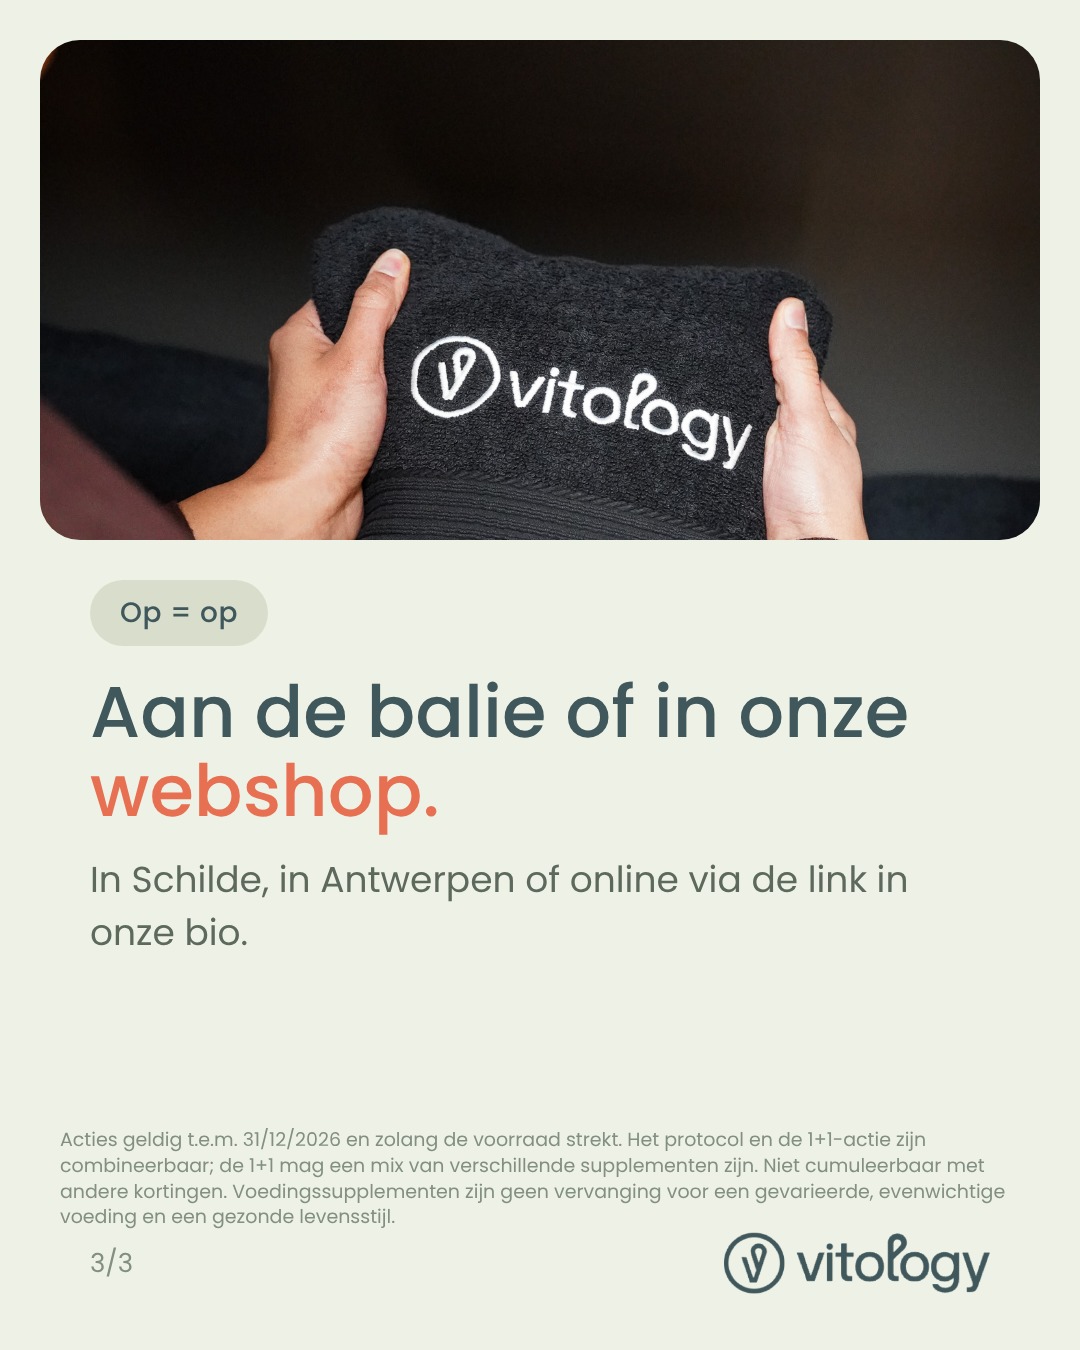 vitology
Op = op
Aan de balie of in onze
webshop.
In Schilde, in Antwerpen of online via de link in
onze bio.
Acties geldig t.e.m. 31/12/2026 en zolang de voorraad strekt. Het protocol en de 1+1-actie zijn
combineerbaar; de 1+1 mag een mix van verschillende supplementen zijn. Niet cumuleerbaar met
andere kortingen. Voedingssupplementen zijn geen vervanging voor een gevarieerde, evenwichtige
voeding en een gezonde levensstijl.
3/3
vitology